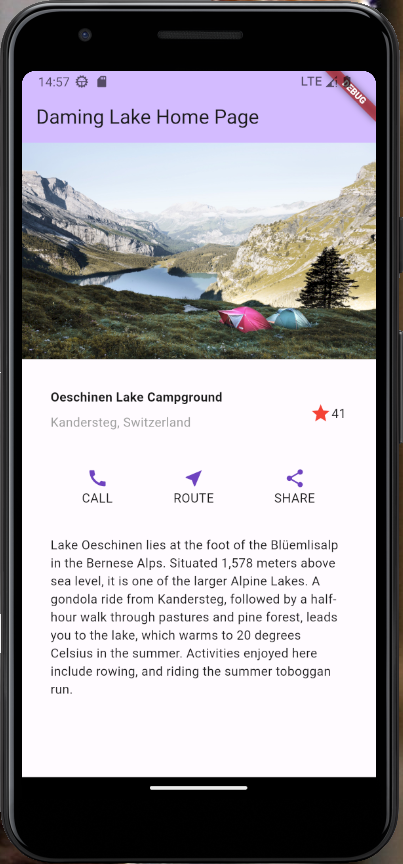 14:57
LTE
DEBUG
Daming Lake Home Page
Oeschinen Lake Campground
Kandersteg, Switzerland
41
CALL
ROUTE
SHARE
Lake Oeschinen lies at the foot of the Blüemlisalp
in the Bernese Alps. Situated 1,578 meters above
sea level, it is one of the larger Alpine Lakes. A
gondola ride from Kandersteg, followed by a half-
hour walk through pastures and pine forest, leads
you to the lake, which warms to 20 degrees
Celsius in the summer. Activities enjoyed here
include rowing, and riding the summer toboggan
run.